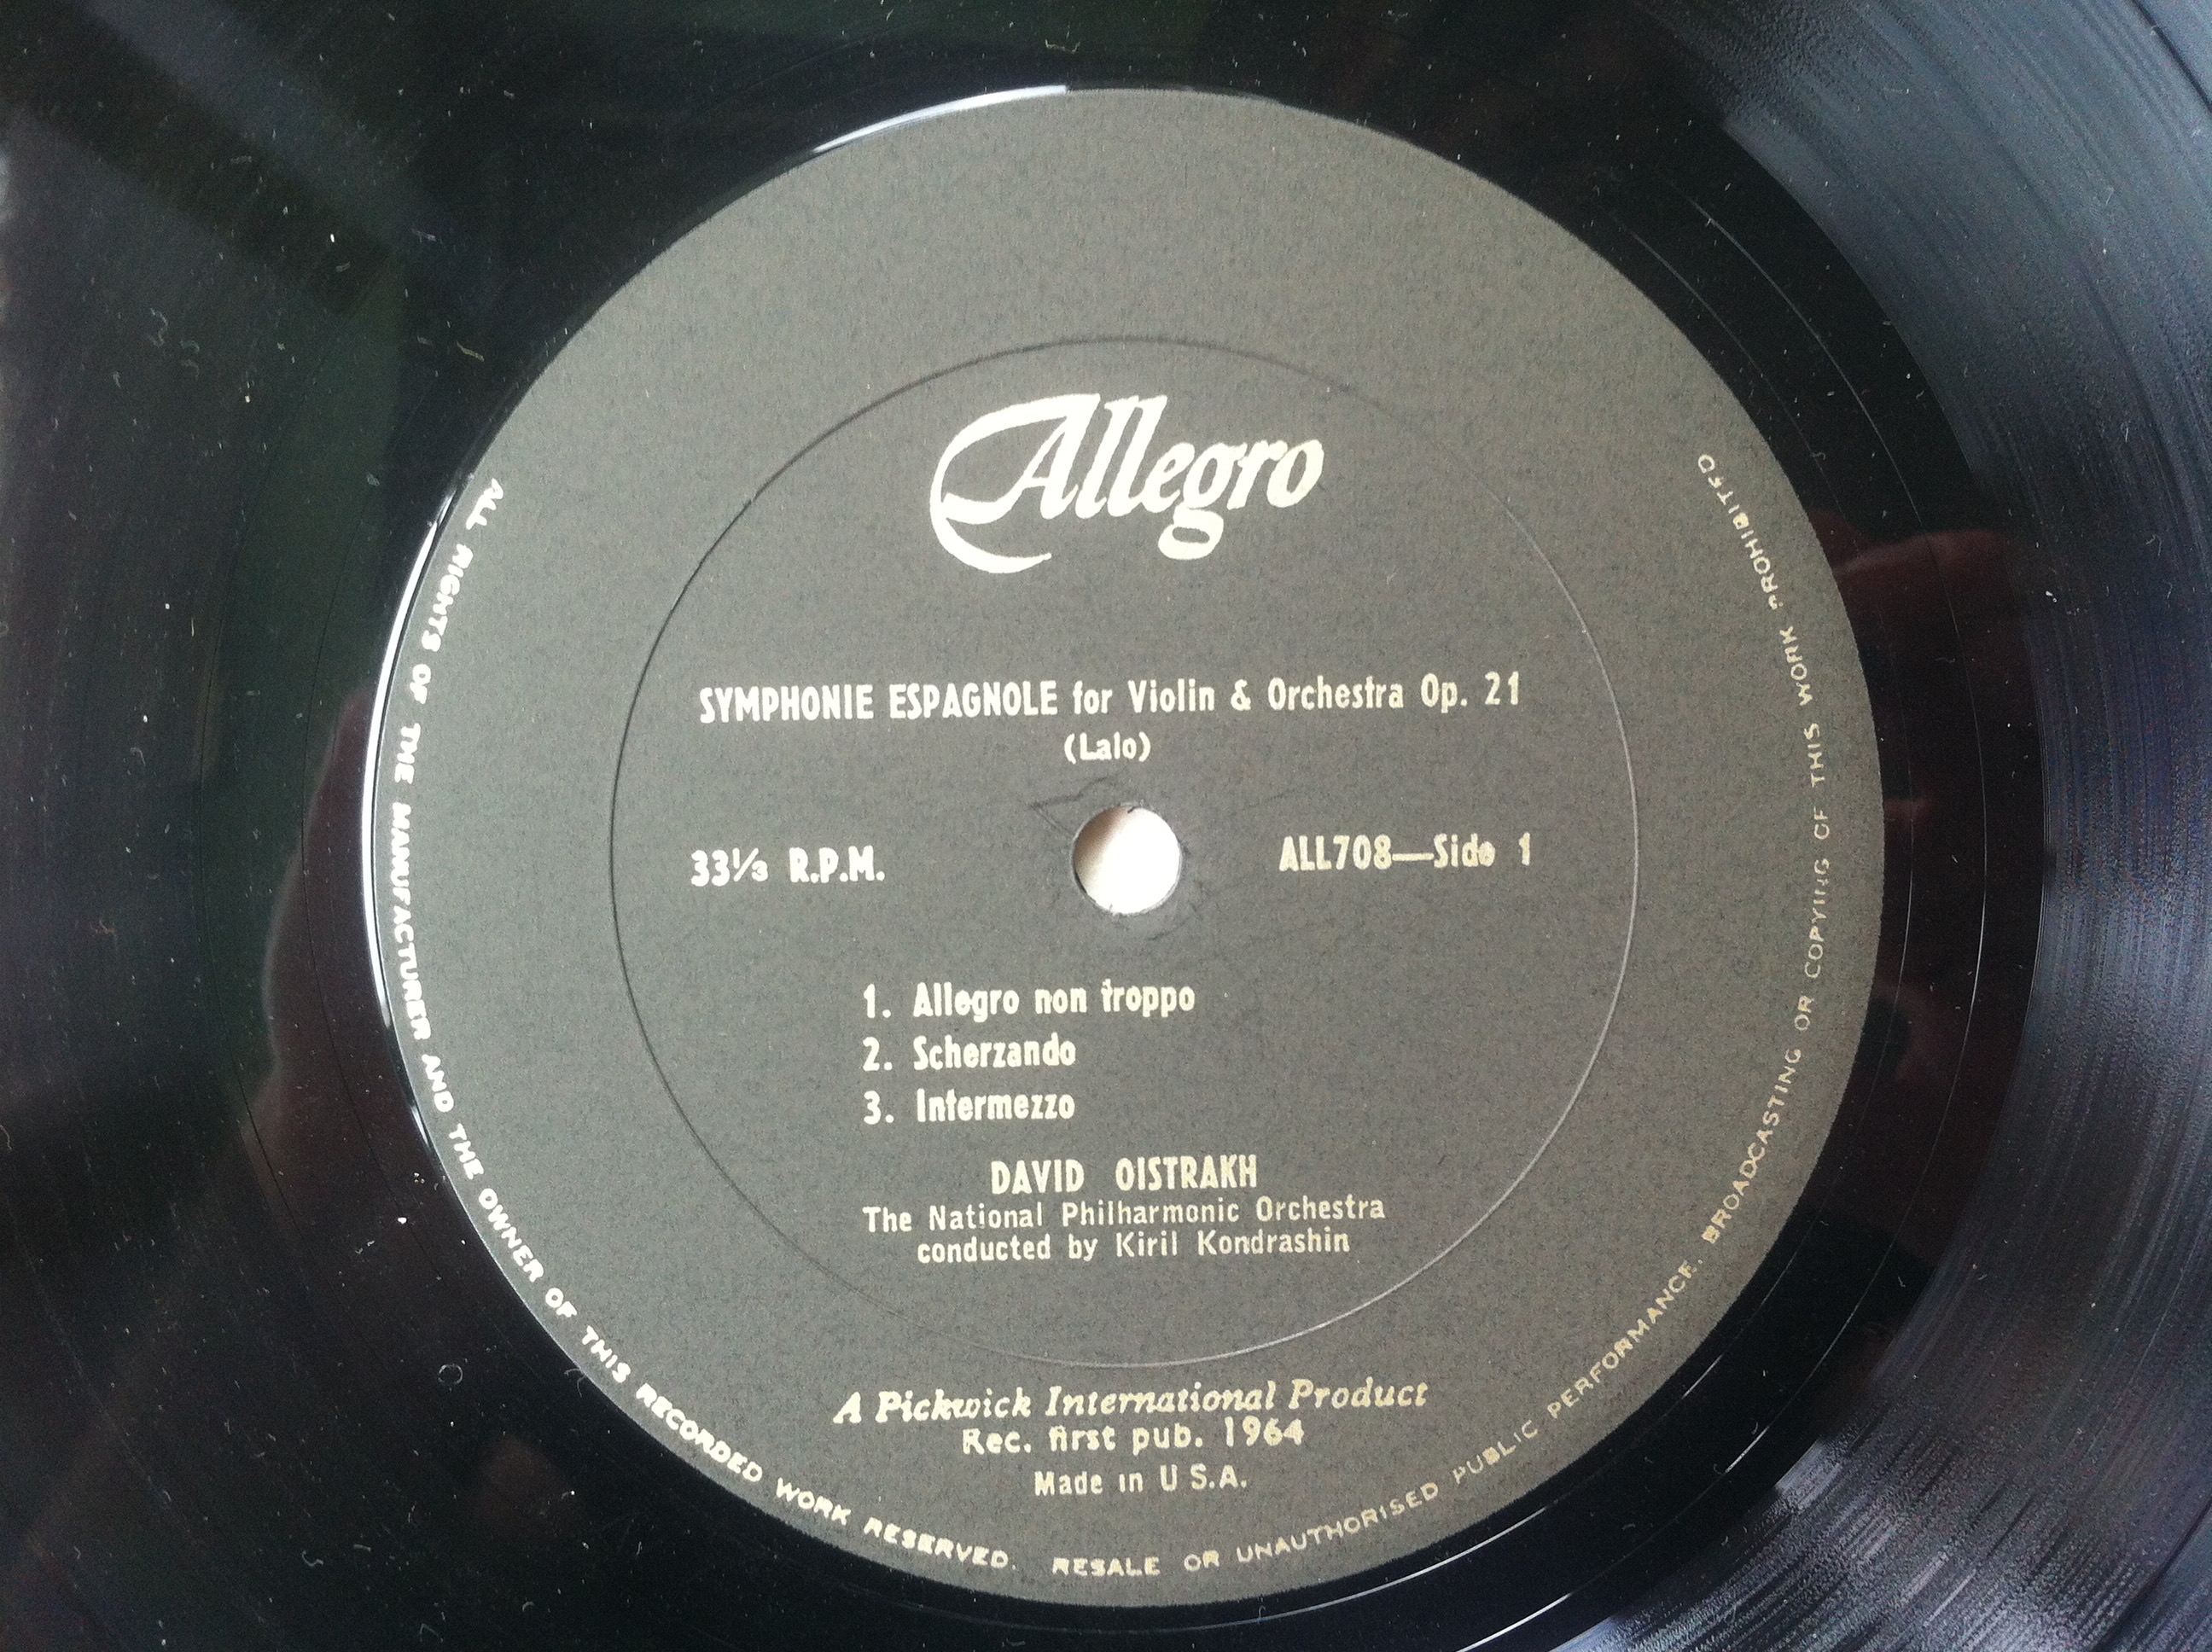 Allegro
SYMPHONIE ESPAGNOLE for Violin & Orchestra Op. 21
(Lalo)
33⅓ R.P.M.
ALL708—Side 1
1. Allegro non troppo
2. Scherzando
3. Intermezzo
DAVID OISTRAKH
The National Philharmonic Orchestra
conducted by Kiril Kondrashin
A Pickwick International Product
Rec. first pub. 1964
Made in U S.A.
ALL RIGHTS OF THE MANUFACTURER AND THE OWNER OF THIS RECORDED WORK RESERVED. RESALE OR UNAUTHORISED PUBLIC PERFORMANCE, BROADCASTING OR COPYING OF THIS WORK PROHIBITED